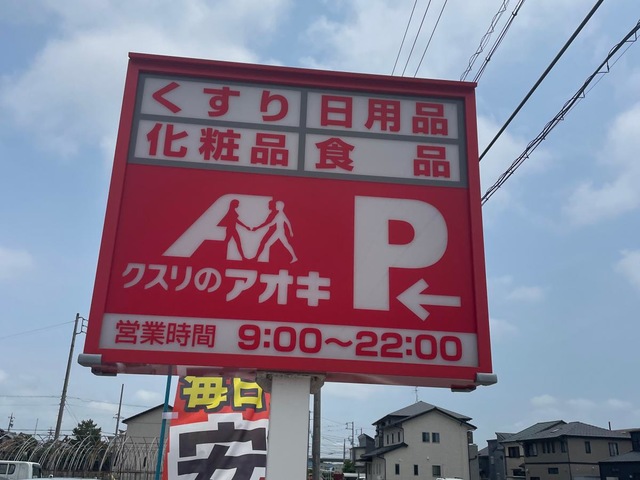 くすり 日用品
化粧品 食品
クスリのアオキ
P
営業時間 9:00～22:00
毎日
安